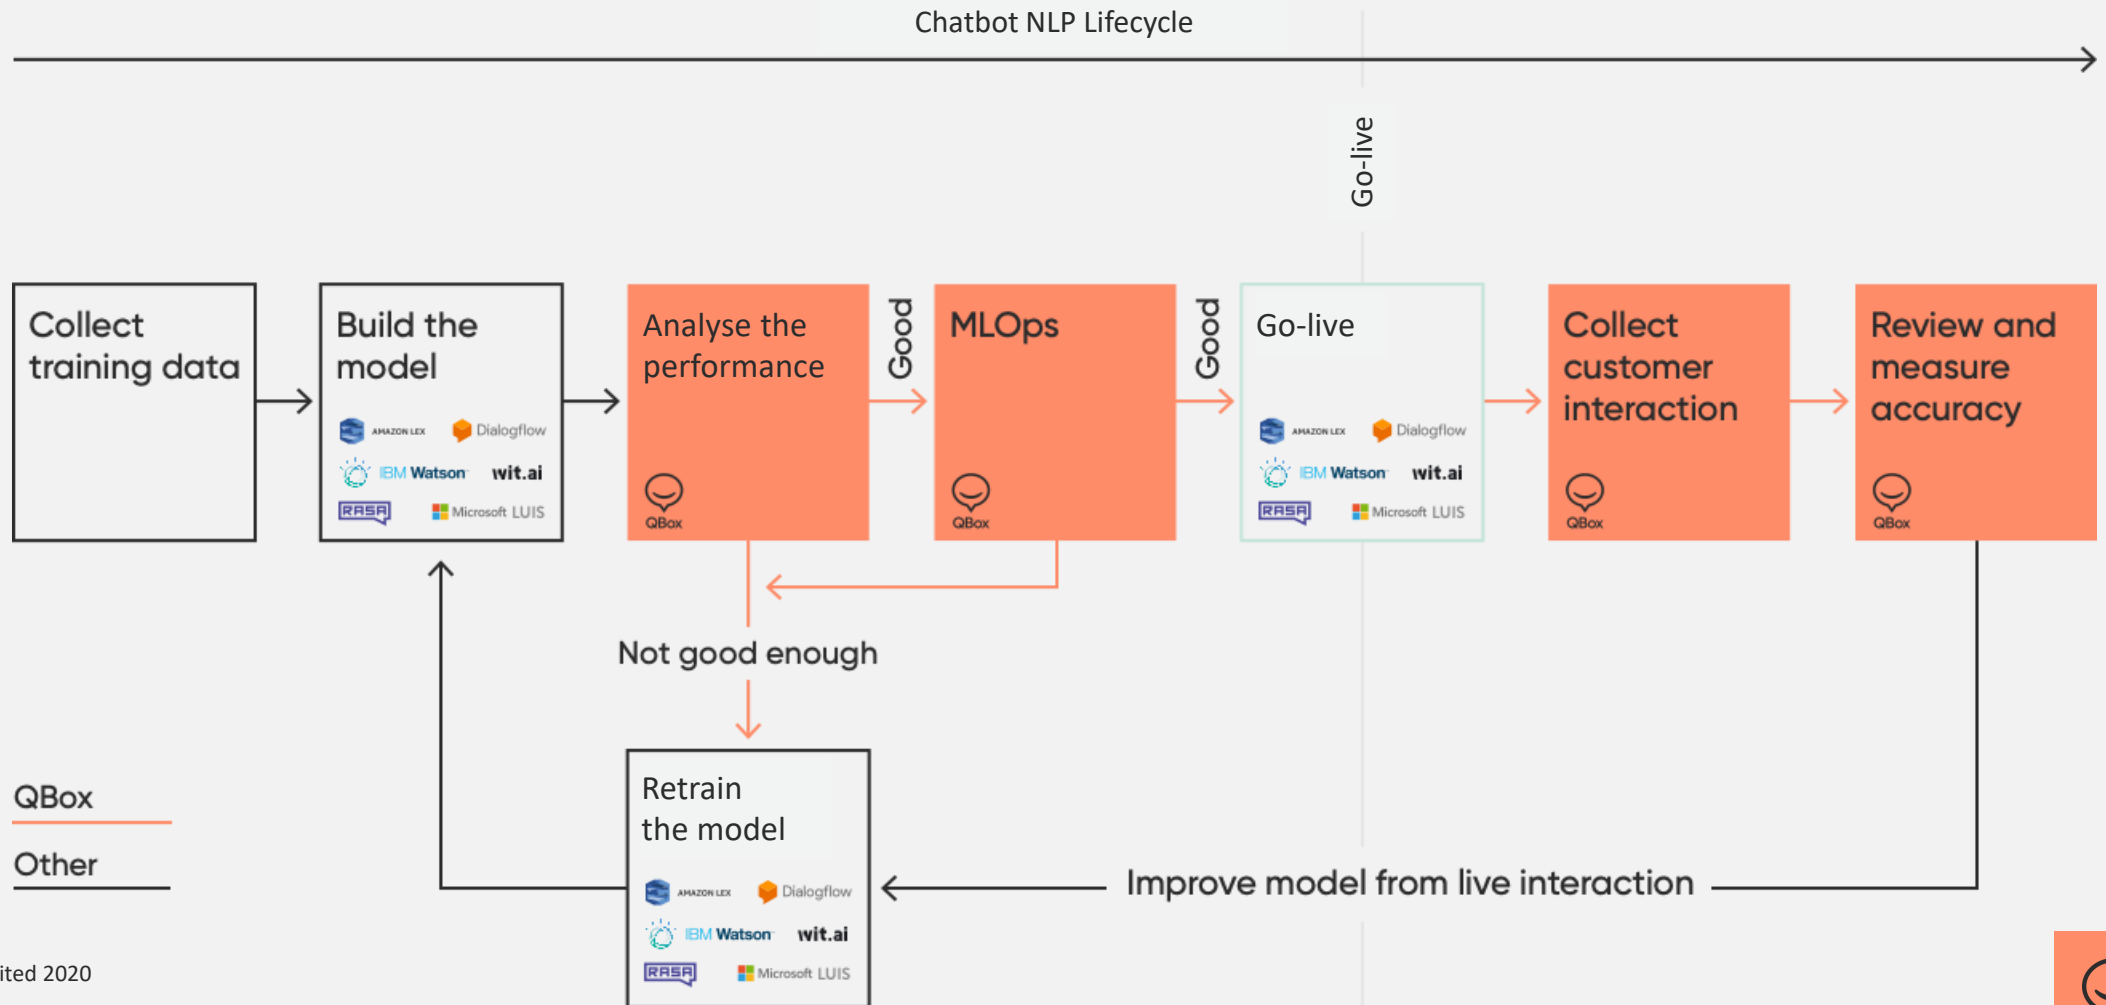 Chatbot NLP Lifecycle
Go-live
Collect
training data
Build the
model
AMAZON LEX
Dialogflow
IBM Watson
wit.ai
RASA
Microsoft LUIS
Analyse the
performance
QBox
Good
MLOps
QBox
Good
Go-live
AMAZON LEX
Dialogflow
IBM Watson
wit.ai
RASA
Microsoft LUIS
Collect
customer
interaction
QBox
Review and
measure
accuracy
QBox
Not good enough
Retrain
the model
AMAZON LEX
Dialogflow
IBM Watson
wit.ai
RASA
Microsoft LUIS
Improve model from live interaction
QBox
Other
ited 2020